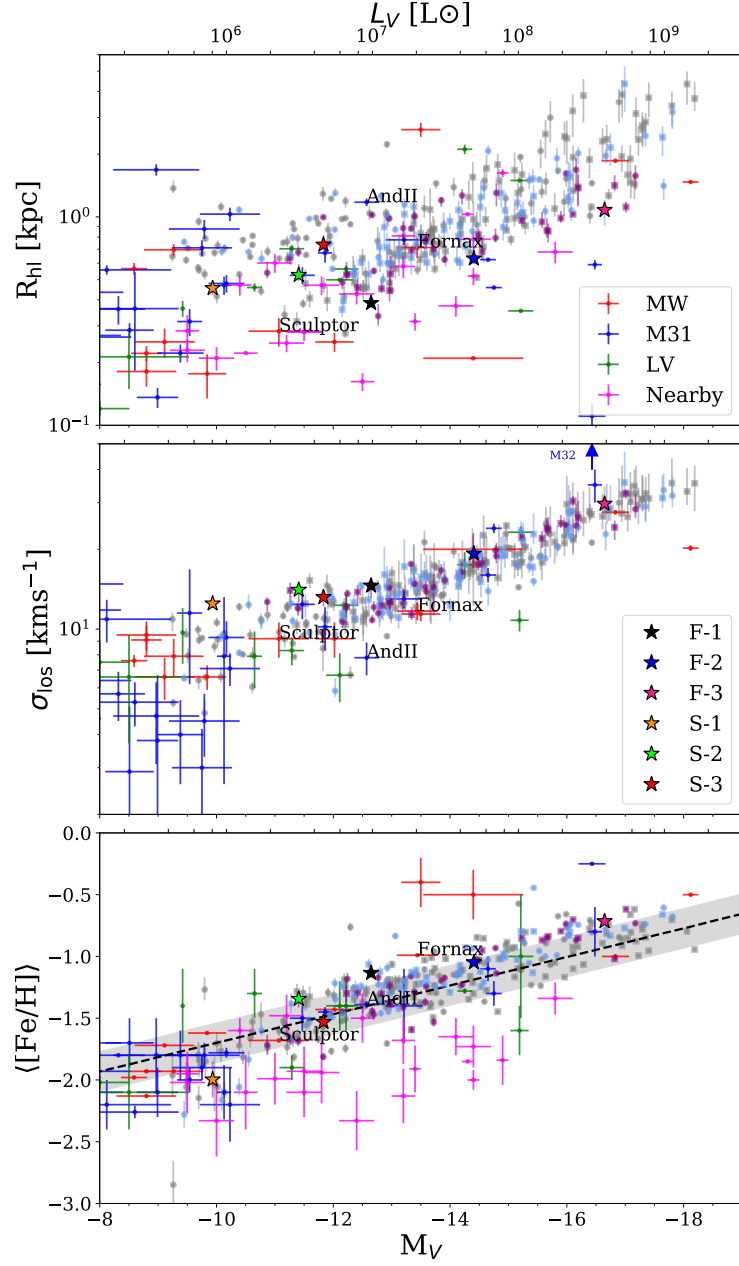 L_V [L⊙]
10^6 10^7 10^8 10^9
R_hl [kpc]
10^0
10^−1
AndII
Fornax
Sculptor
MW
M31
LV
Nearby
σ_los [kms^−1]
10^1
M32
Fornax
Sculptor
AndII
F-1
F-2
F-3
S-1
S-2
S-3
⟨[Fe/H]⟩
0.0
−0.5
−1.0
−1.5
−2.0
−2.5
−3.0
Fornax
AndII
Sculptor
−8 −10 −12 −14 −16 −18
M_V